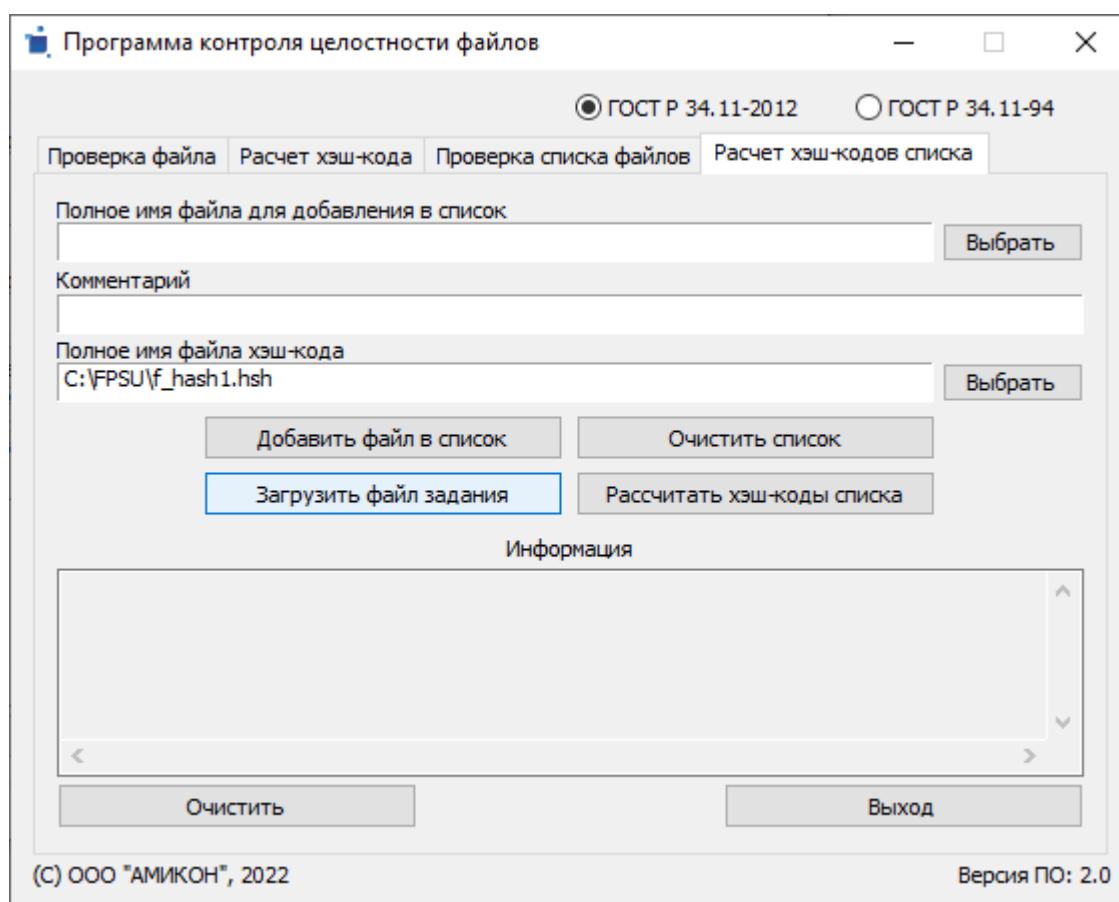 Программа контроля целостности файлов
ГОСТ Р 34.11-2012 ГОСТ Р 34.11-94
Проверка файла Расчет хэш-кода Проверка списка файлов Расчет хэш-кодов списка
Полное имя файла для добавления в список
Выбрать
Комментарий
Полное имя файла хэш-кода
C:\FPSU\f_hash1.hsh Выбрать
Добавить файл в список Очистить список
Загрузить файл задания Рассчитать хэш-коды списка
Информация
Очистить Выход
(С) ООО "АМИКОН", 2022 Версия ПО: 2.0